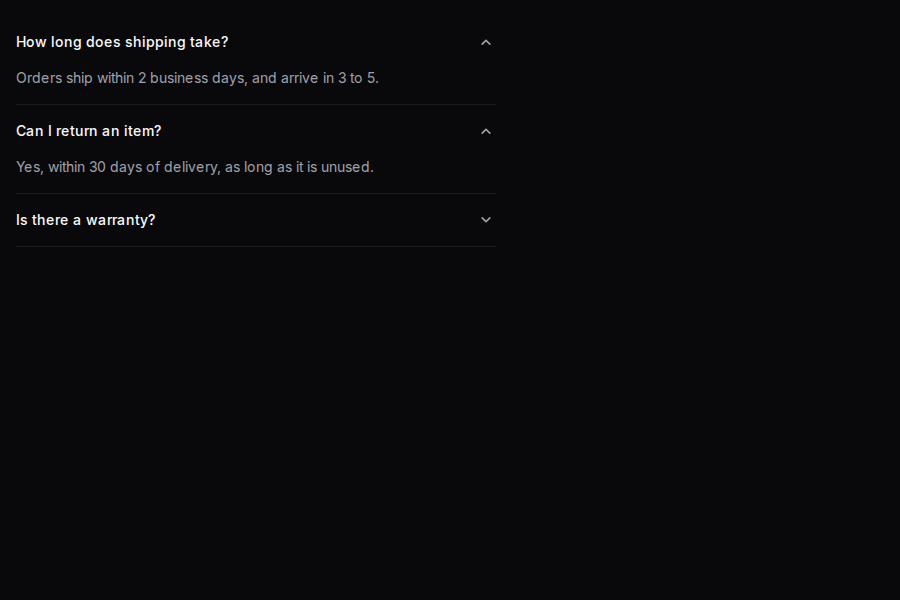 How long does shipping take?
Orders ship within 2 business days, and arrive in 3 to 5.
Can I return an item?
Yes, within 30 days of delivery, as long as it is unused.
Is there a warranty?